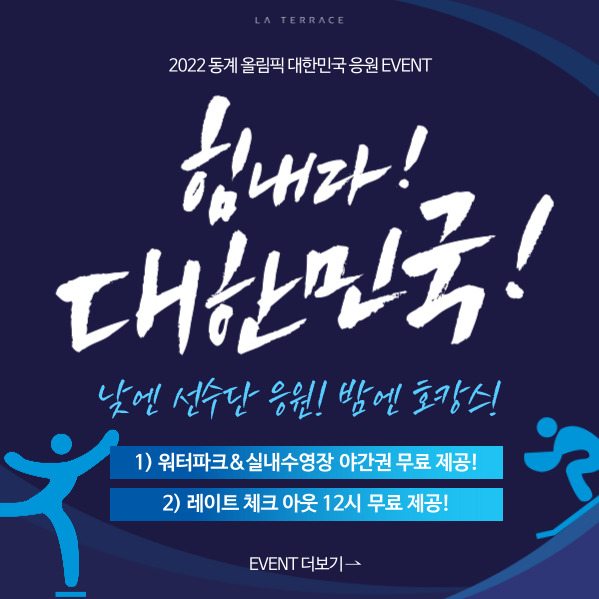 LA TERRACE
2022 동계 올림픽 대한민국 응원 EVENT
힘내라!
대한민국!
낮엔 선수단 응원! 밤엔 호캉스!
1) 워터파크&실내수영장 야간권 무료 제공!
2) 레이트 체크 아웃 12시 무료 제공!
EVENT 더보기→